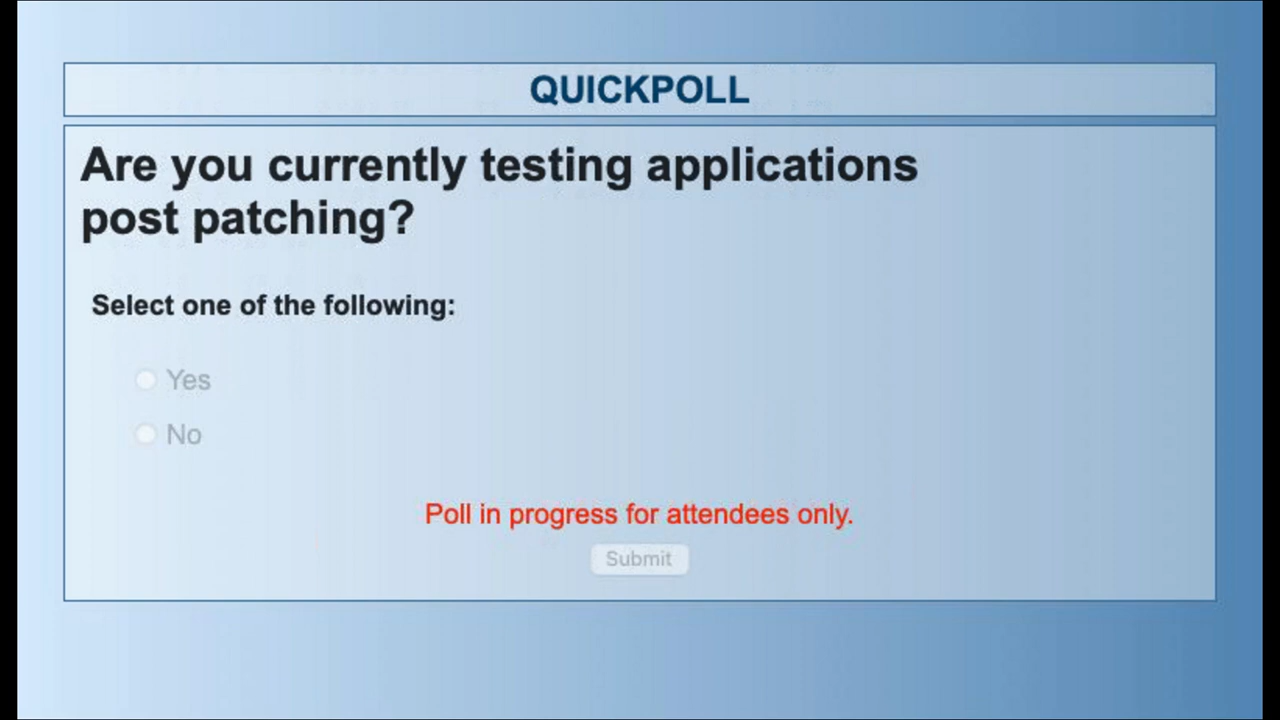 QUICKPOLL
Are you currently testing applications
post patching?
Select one of the following:
Yes
No
Poll in progress for attendees only.
Submit